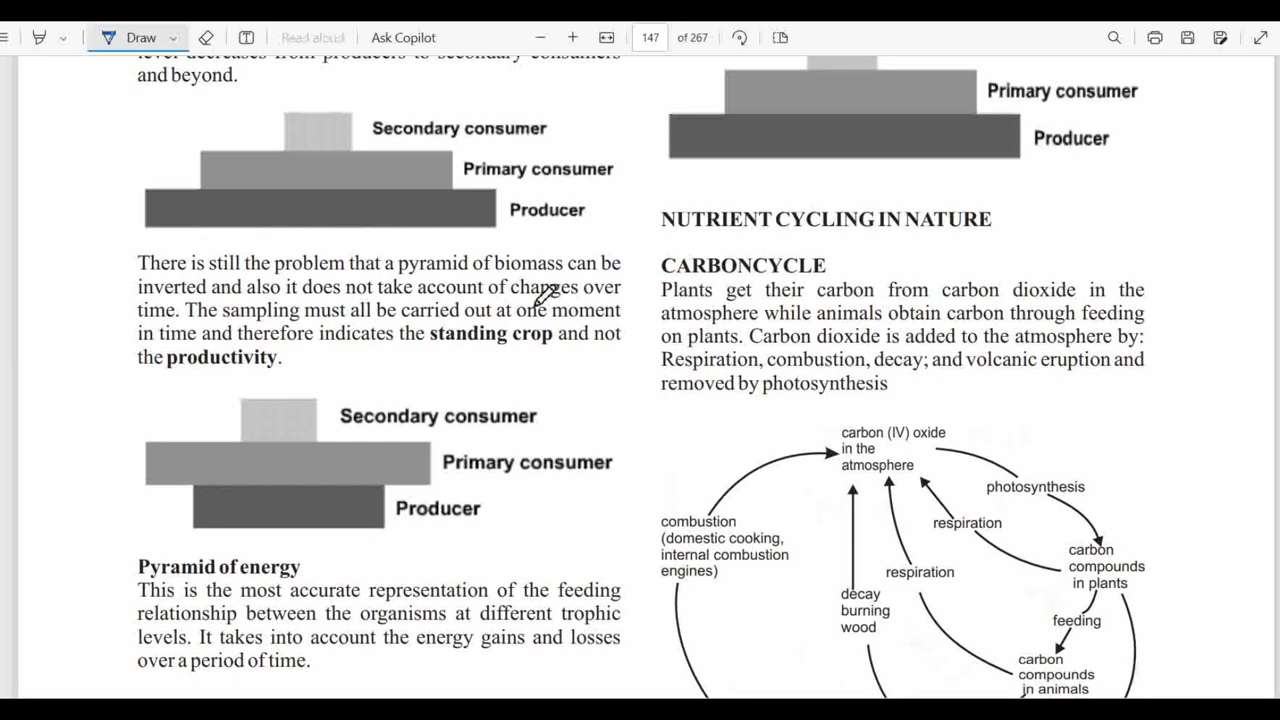 Draw
Read aloud
Ask Copilot
147
of 267
level decreases from producers to secondary consumers
and beyond.
Secondary consumer
Primary consumer
Producer
There is still the problem that a pyramid of biomass can be
inverted and also it does not take account of changes over
time. The sampling must all be carried out at one moment
in time and therefore indicates the standing crop and not
the productivity.
Secondary consumer
Primary consumer
Producer
Pyramid of energy
This is the most accurate representation of the feeding
relationship between the organisms at different trophic
levels. It takes into account the energy gains and losses
over a period of time.
Primary consumer
Producer
NUTRIENT CYCLING IN NATURE
CARBONCYCLE
Plants get their carbon from carbon dioxide in the
atmosphere while animals obtain carbon through feeding
on plants. Carbon dioxide is added to the atmosphere by:
Respiration, combustion, decay; and volcanic eruption and
removed by photosynthesis
carbon (IV) oxide
in the
atmosphere
photosynthesis
combustion
(domestic cooking,
internal combustion
engines)
respiration
respiration
carbon
compounds
in plants
decay
burning
wood
feeding
carbon
compounds
in animals